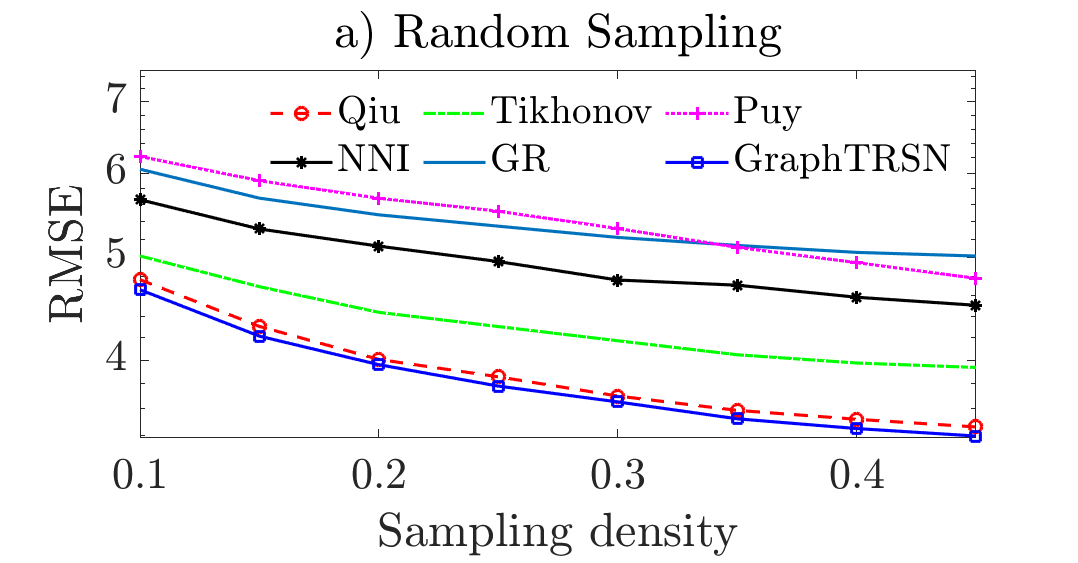 a) Random Sampling
7
6
5
4
RMSE
Qiu Tikhonov Puy
NNI GR GraphTRSN
0.1 0.2 0.3 0.4
Sampling density